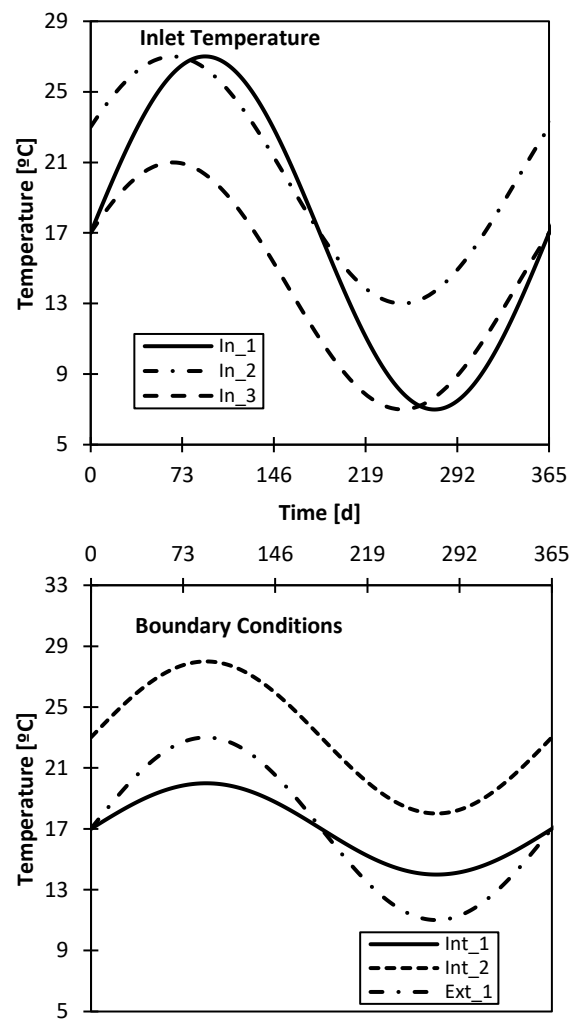 Inlet Temperature
Temperature [ºC]
29
25
21
17
13
9
5
In_1
In_2
In_3
0 73 146 219 292 365
Time [d]
0 73 146 219 292 365
Boundary Conditions
Temperature [ºC]
33
29
25
21
17
13
9
5
Int_1
Int_2
Ext_1